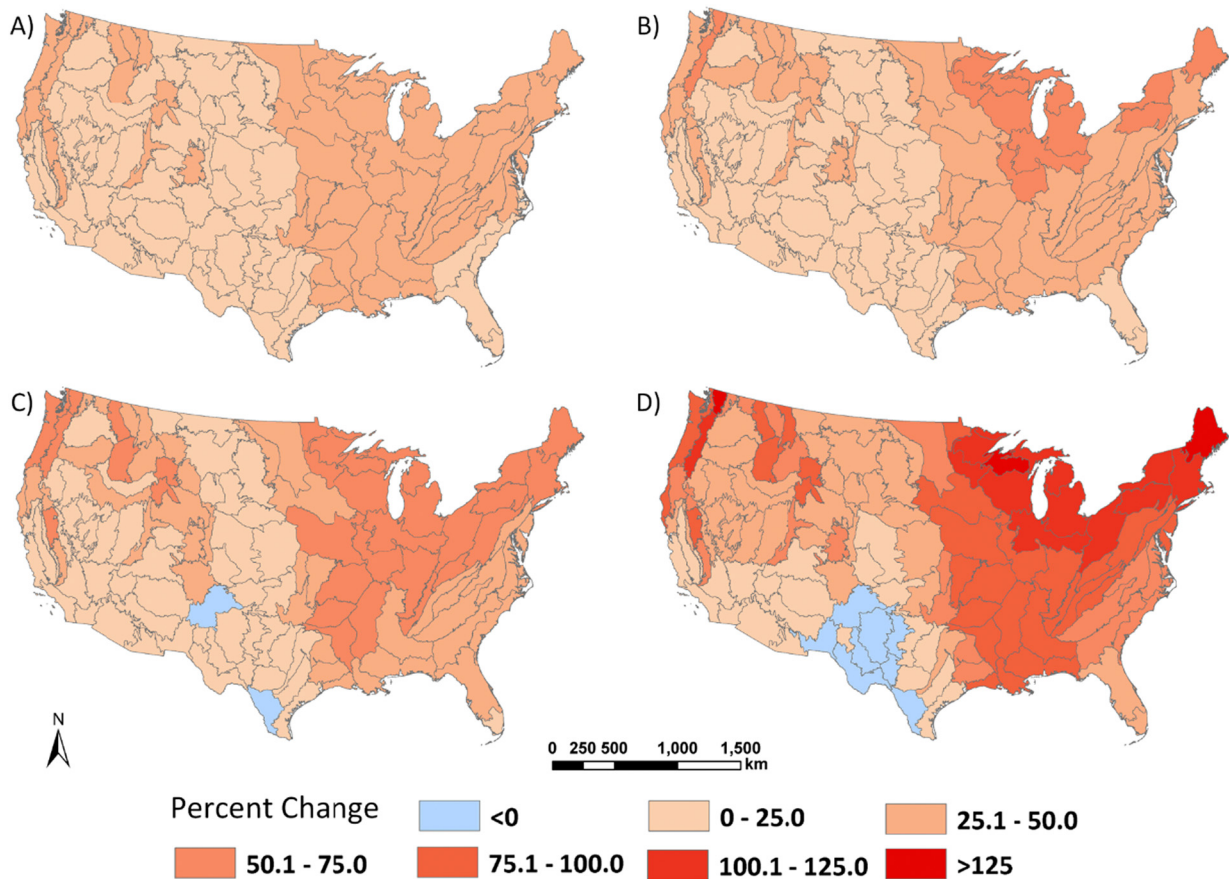 A)
B)
C)
D)
N
0 250 500 1,000 1,500
km
Percent Change <0 0 - 25.0 25.1 - 50.0
50.1 - 75.0 75.1 - 100.0 100.1 - 125.0 >125